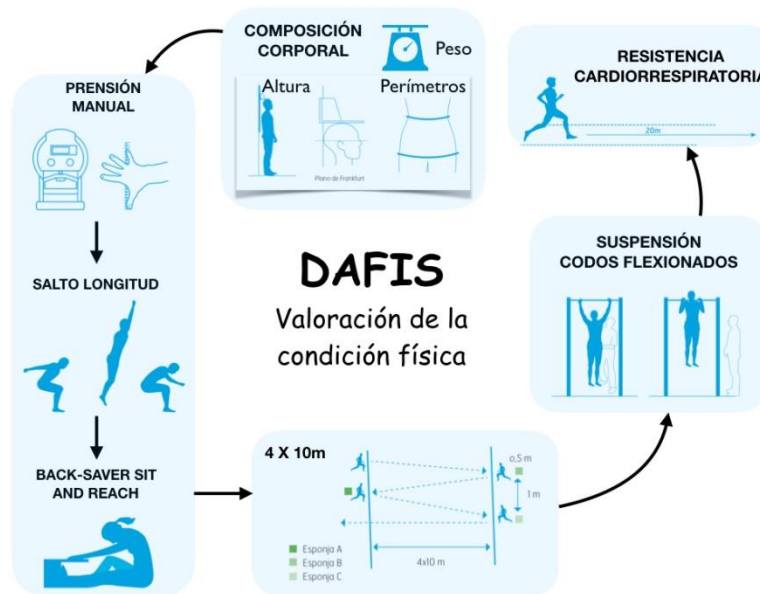 COMPOSICIÓN
CORPORAL
Peso
Altura
Perímetros
Plano de Frankfurt
PRENSIÓN
MANUAL
SALTO LONGITUD
BACK-SAVER SIT
AND REACH
DAFIS
Valoración de la
condición física
4 X 10m
0,5 m
1 m
Esponja A
Esponja B
Esponja C
4x10 m
SUSPENSIÓN
CODOS FLEXIONADOS
RESISTENCIA
CARDIORRESPIRATORIA
20m